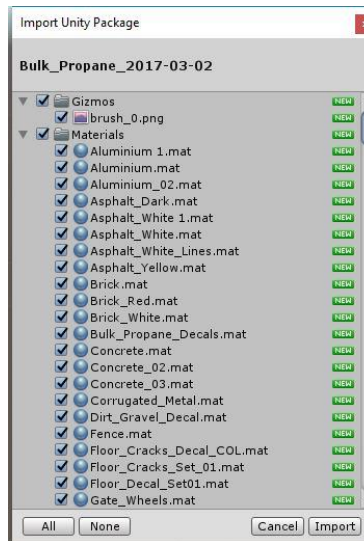 Import Unity Package
Bulk_Propane_2017-03-02
Gizmos NEW
brush_0.png NEW
Materials NEW
Aluminium 1.mat NEW
Aluminium.mat NEW
Aluminium_02.mat NEW
Asphalt_Dark.mat NEW
Asphalt_White 1.mat NEW
Asphalt_White.mat NEW
Asphalt_White_Lines.mat NEW
Asphalt_Yellow.mat NEW
Brick.mat NEW
Brick_Red.mat NEW
Brick_White.mat NEW
Bulk_Propane_Decals.mat NEW
Concrete.mat NEW
Concrete_02.mat NEW
Concrete_03.mat NEW
Corrugated_Metal.mat NEW
Dirt_Gravel_Decal.mat NEW
Fence.mat NEW
Floor_Cracks_Decal_COL.mat NEW
Floor_Cracks_Set_01.mat NEW
Floor_Decal_Set01.mat NEW
Gate_Wheels.mat NEW
All None Cancel Import